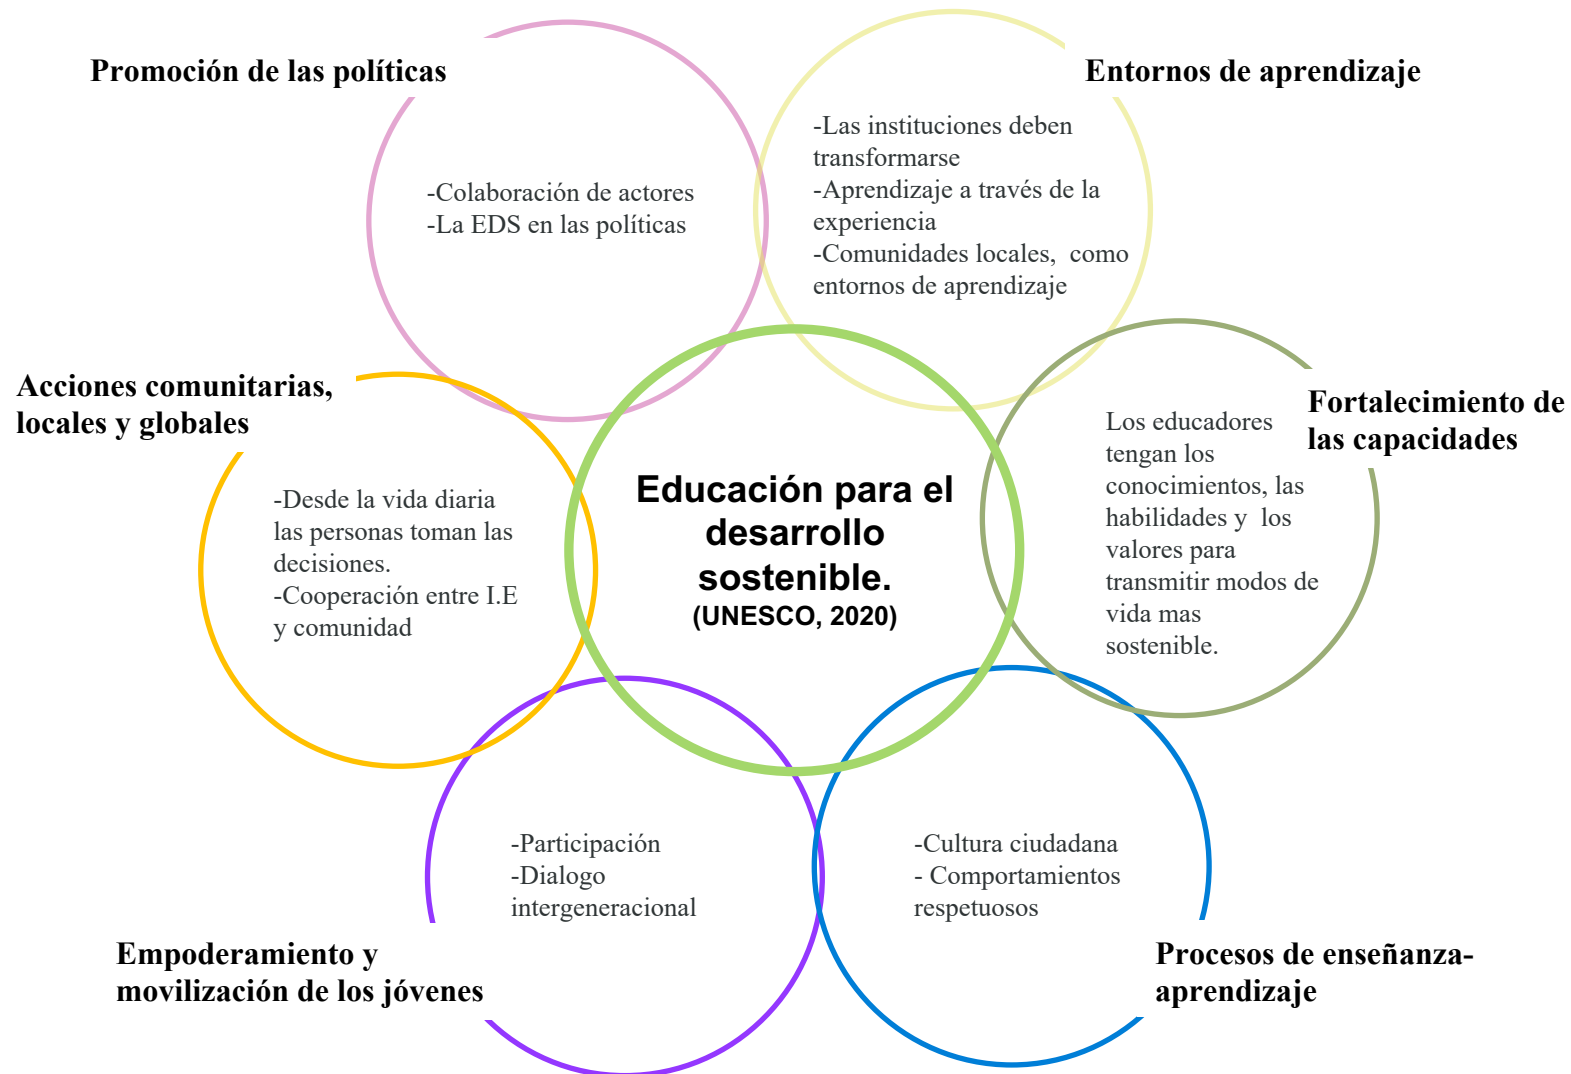 Promoción de las políticas
-Colaboración de actores
-La EDS en las políticas
Entornos de aprendizaje
-Las instituciones deben
transformarse
-Aprendizaje a través de la
experiencia
-Comunidades locales,  como
entornos de aprendizaje
Acciones comunitarias,
locales y globales
-Desde la vida diaria
las personas toman las
decisiones.
-Cooperación entre I.E
y comunidad
Educación para el
desarrollo
sostenible.
(UNESCO, 2020)
Fortalecimiento de
las capacidades
Los educadores
tengan los
conocimientos, las
habilidades y  los
valores para
transmitir modos de
vida mas
sostenible.
-Participación
-Dialogo
intergeneracional
Empoderamiento y
movilización de los jóvenes
-Cultura ciudadana
- Comportamientos
respetuosos
Procesos de enseñanza-
aprendizaje